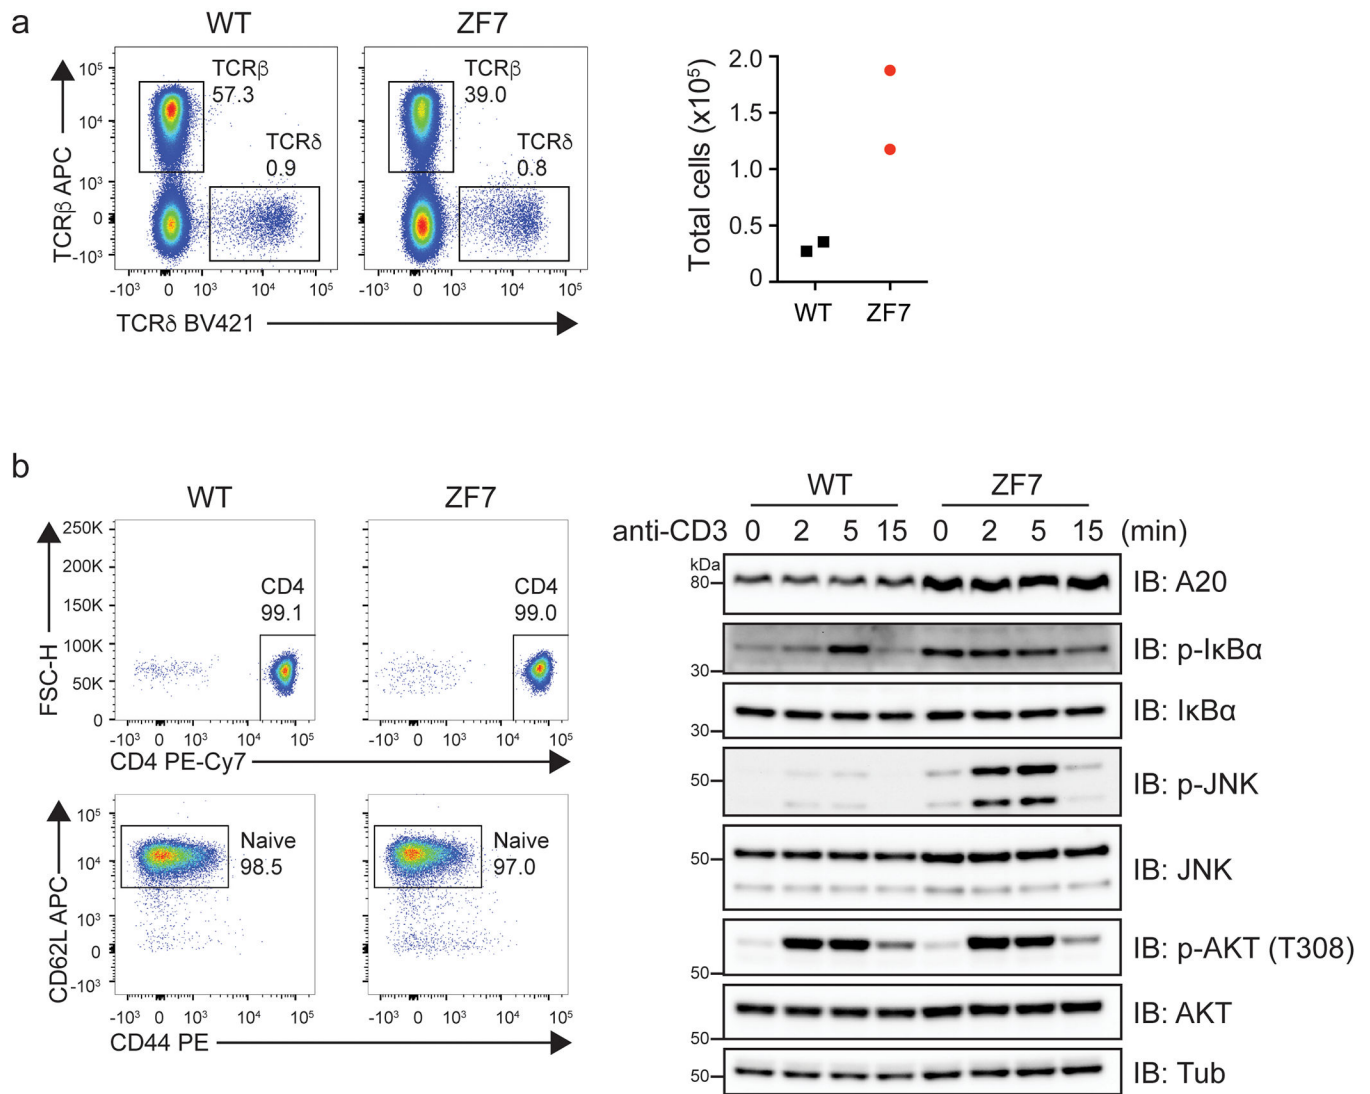 a
WT
ZF7
TCRβ
57.3
TCRδ
0.9
TCRβ
39.0
TCRδ
0.8
10⁵
10⁴
10³
0
-10³
TCRβ APC
-10³ 0 10³ 10⁴ 10⁵
-10³ 0 10³ 10⁴ 10⁵
TCRδ BV421
Total cells (x10⁵)
2.0
1.5
1.0
0.5
0
WT
ZF7
b
WT
ZF7
250K
200K
150K
100K
50K
0
FSC-H
CD4
99.1
CD4
99.0
-10³ 0 10³ 10⁴ 10⁵
-10³ 0 10³ 10⁴ 10⁵
CD4 PE-Cy7
10⁵
10⁴
10³
0
-10³
CD62L APC
Naive
98.5
Naive
97.0
-10³ 0 10³ 10⁴ 10⁵
-10³ 0 10³ 10⁴ 10⁵
CD44 PE
WT
ZF7
anti-CD3 0 2 5 15 0 2 5 15 (min)
kDa
80
IB: A20
30
IB: p-IκBα
30
IB: IκBα
50
IB: p-JNK
50
IB: JNK
50
IB: p-AKT (T308)
50
IB: AKT
50
IB: Tub